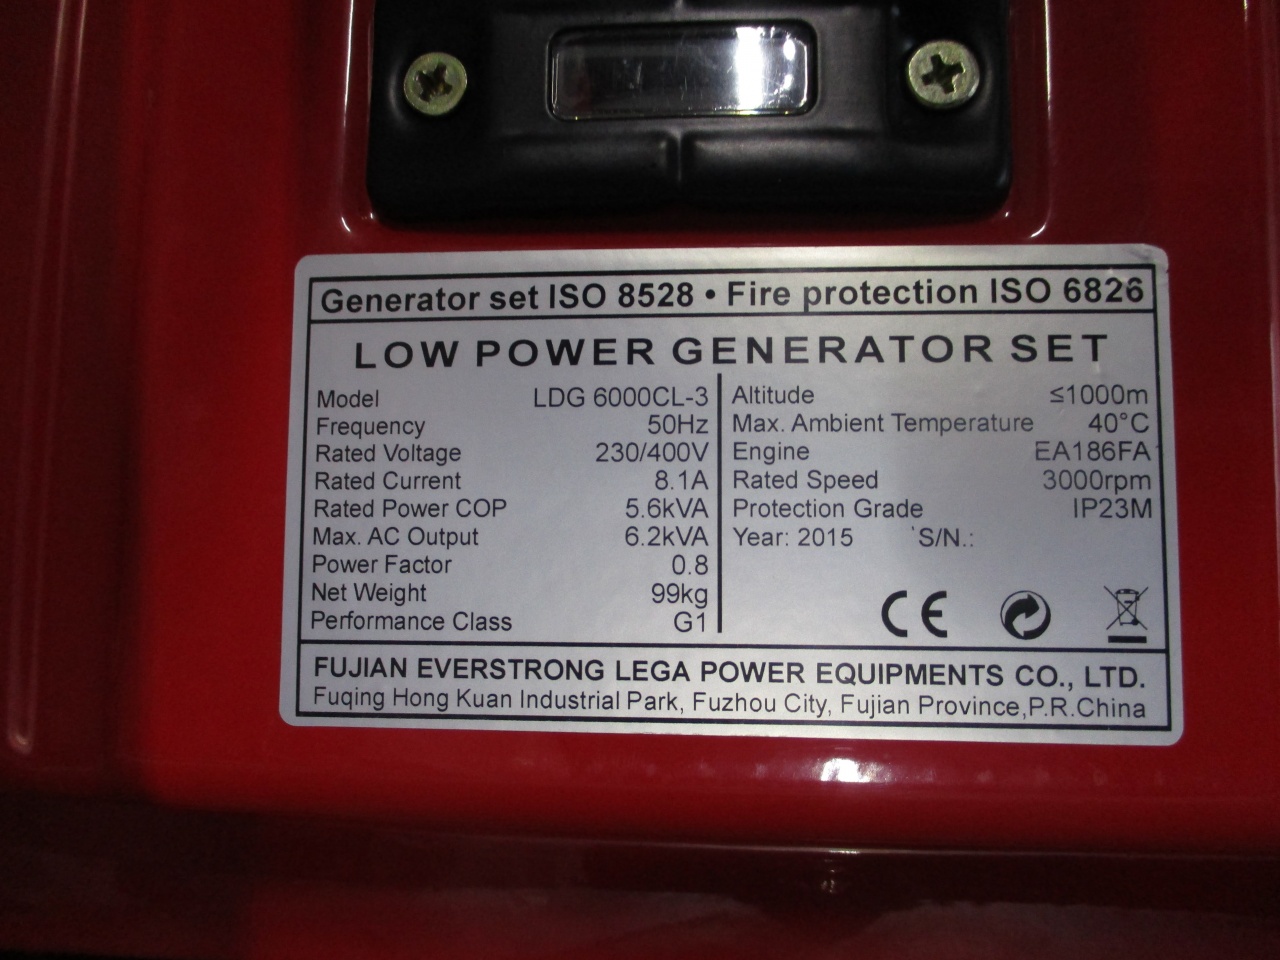 Generator set ISO 8528 • Fire protection ISO 6826
LOW POWER GENERATOR SET
Model LDG 6000CL-3
Frequency 50Hz
Rated Voltage 230/400V
Rated Current 8.1A
Rated Power COP 5.6kVA
Max. AC Output 6.2kVA
Power Factor 0.8
Net Weight 99kg
Performance Class G1
Altitude ≤1000m
Max. Ambient Temperature 40°C
Engine EA186FA
Rated Speed 3000rpm
Protection Grade IP23M
Year: 2015 S/N.:
CE
FUJIAN EVERSTRONG LEGA POWER EQUIPMENTS CO., LTD.
Fuqing Hong Kuan Industrial Park, Fuzhou City, Fujian Province,P.R.China